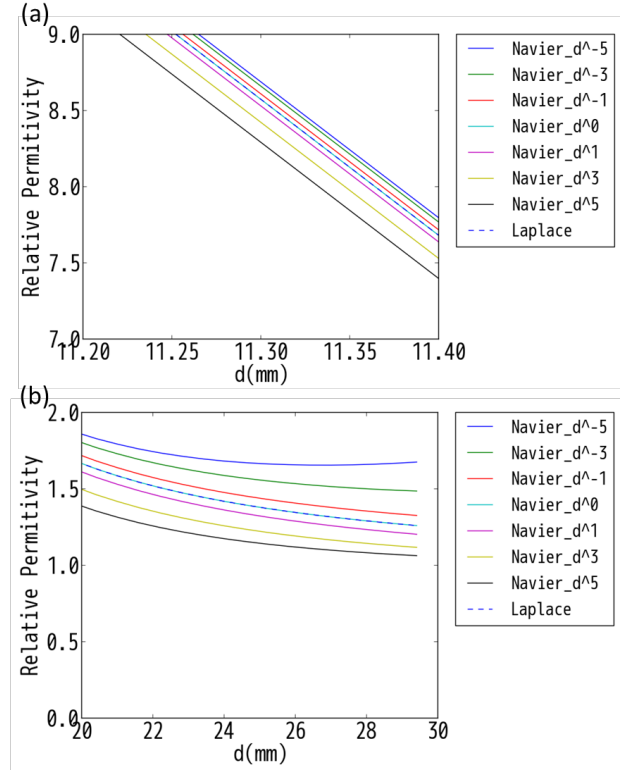 (a)
9.0
8.5
8.0
7.5
7.0
Relative Permitivity
11.20 11.25 11.30 11.35 11.40
d(mm)
Navier_d^-5
Navier_d^-3
Navier_d^-1
Navier_d^0
Navier_d^1
Navier_d^3
Navier_d^5
Laplace
(b)
2.0
1.5
1.0
0.5
0.0
Relative Permitivity
20 22 24 26 28 30
d(mm)
Navier_d^-5
Navier_d^-3
Navier_d^-1
Navier_d^0
Navier_d^1
Navier_d^3
Navier_d^5
Laplace